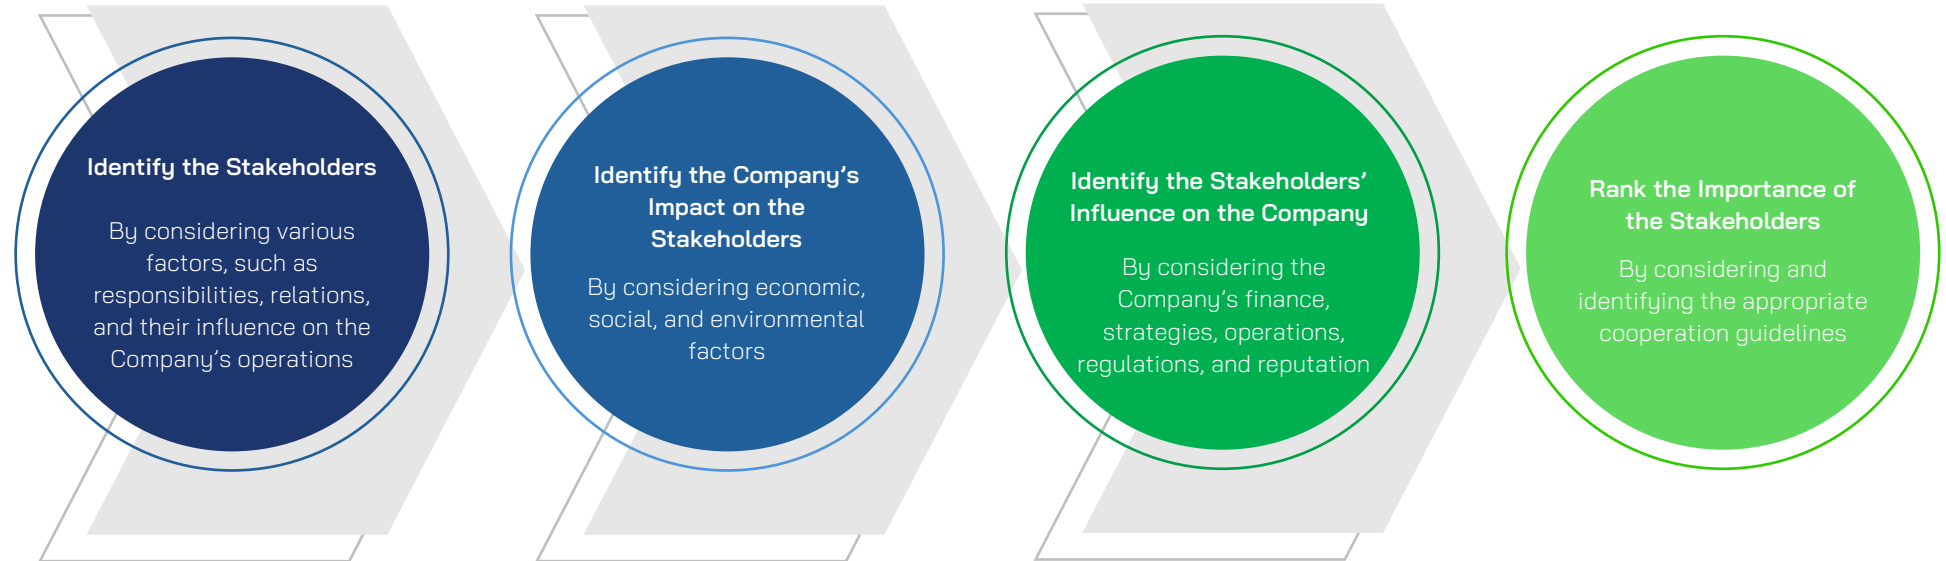 Identify the Stakeholders
By considering various
factors, such as
responsibilities, relations,
and their influence on the
Company's operations
Identify the Company's
Impact on the
Stakeholders
By considering economic,
social, and environmental
factors
Identify the Stakeholders'
Influence on the Company
By considering the
Company's finance,
strategies, operations,
regulations, and reputation
Rank the Importance of
the Stakeholders
By considering and
identifying the appropriate
cooperation guidelines